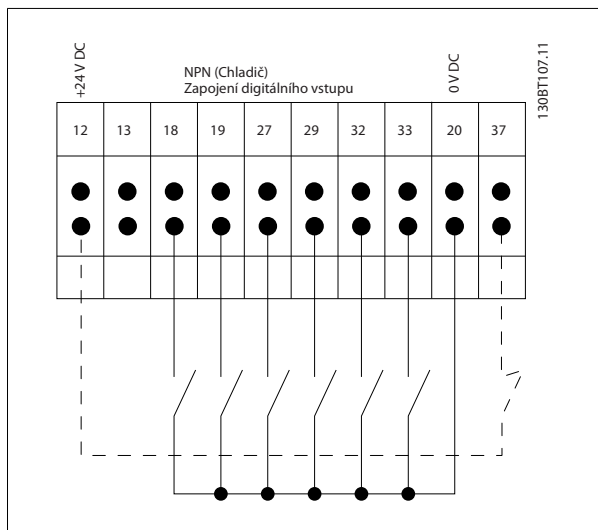 +24 V DC
NPN (Chladič)
Zapojení digitálního vstupu
0 V DC
130BT107.11
12 13 18 19 27 29 32 33 20 37